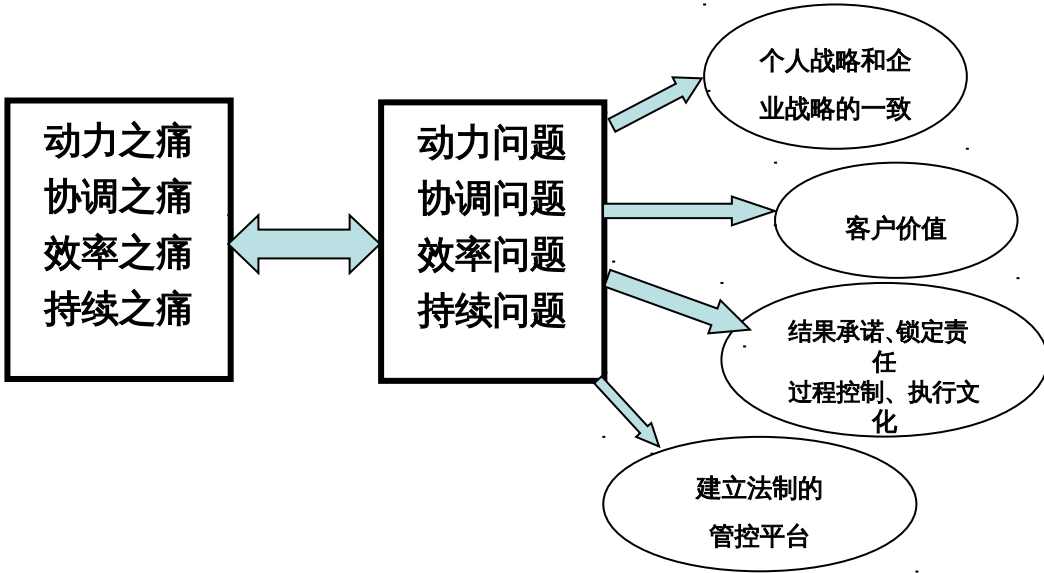 动力之痛
协调之痛
效率之痛
持续之痛
动力问题
协调问题
效率问题
持续问题
个人战略和企
业战略的一致
客户价值
结果承诺、锁定责
任
过程控制、执行文
化
建立法制的
管控平台